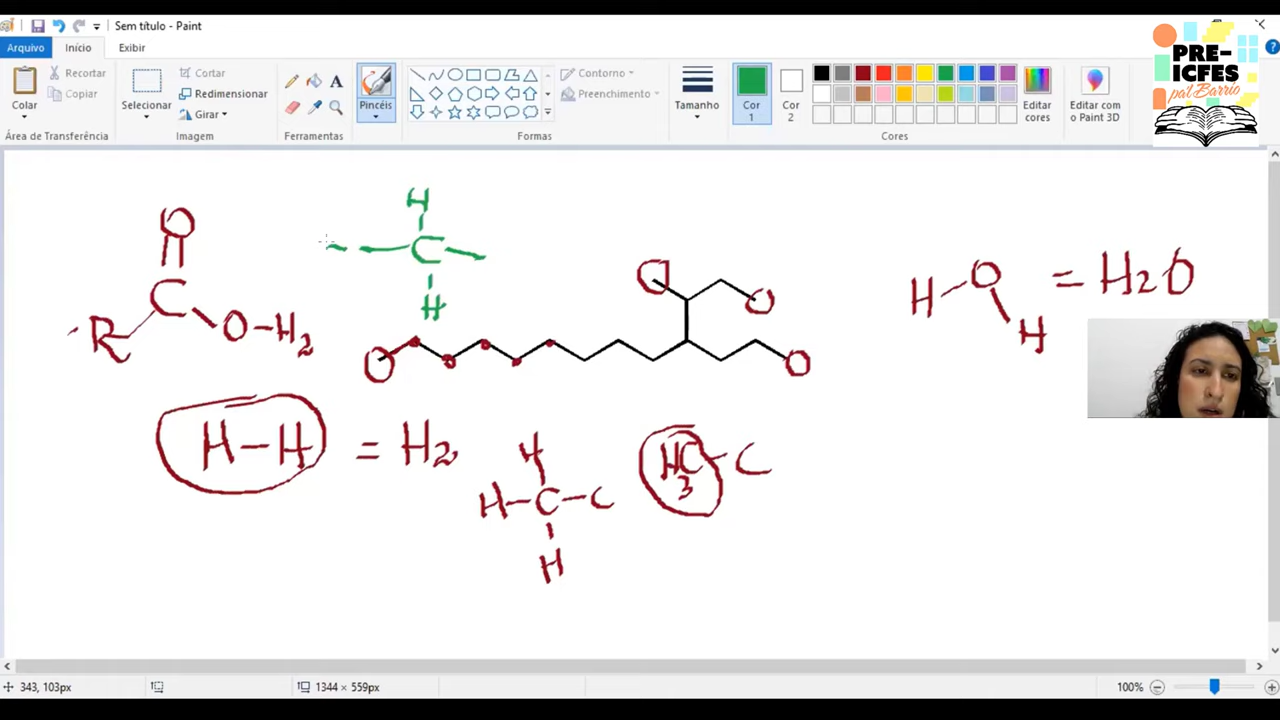 Sem título - Paint
Arquivo Início Exibir
Colar
Recortar
Copiar
Área de Transferência
Selecionar
Cortar
Redimensionar
Girar
Imagem
A
Ferramentas
Pincéis
Contorno
Preenchimento
Formas
Tamanho
Cor 1
Cor 2
Editar cores
Cores
Editar com o Paint 3D
PRE-
ICFES
pal Barrio
O
C
R
O-H2
H
C
H
H O
H
= H2O
H-H = H2
H
H-C-C
H
HC3-C
343, 103px
1344 × 559px
100%